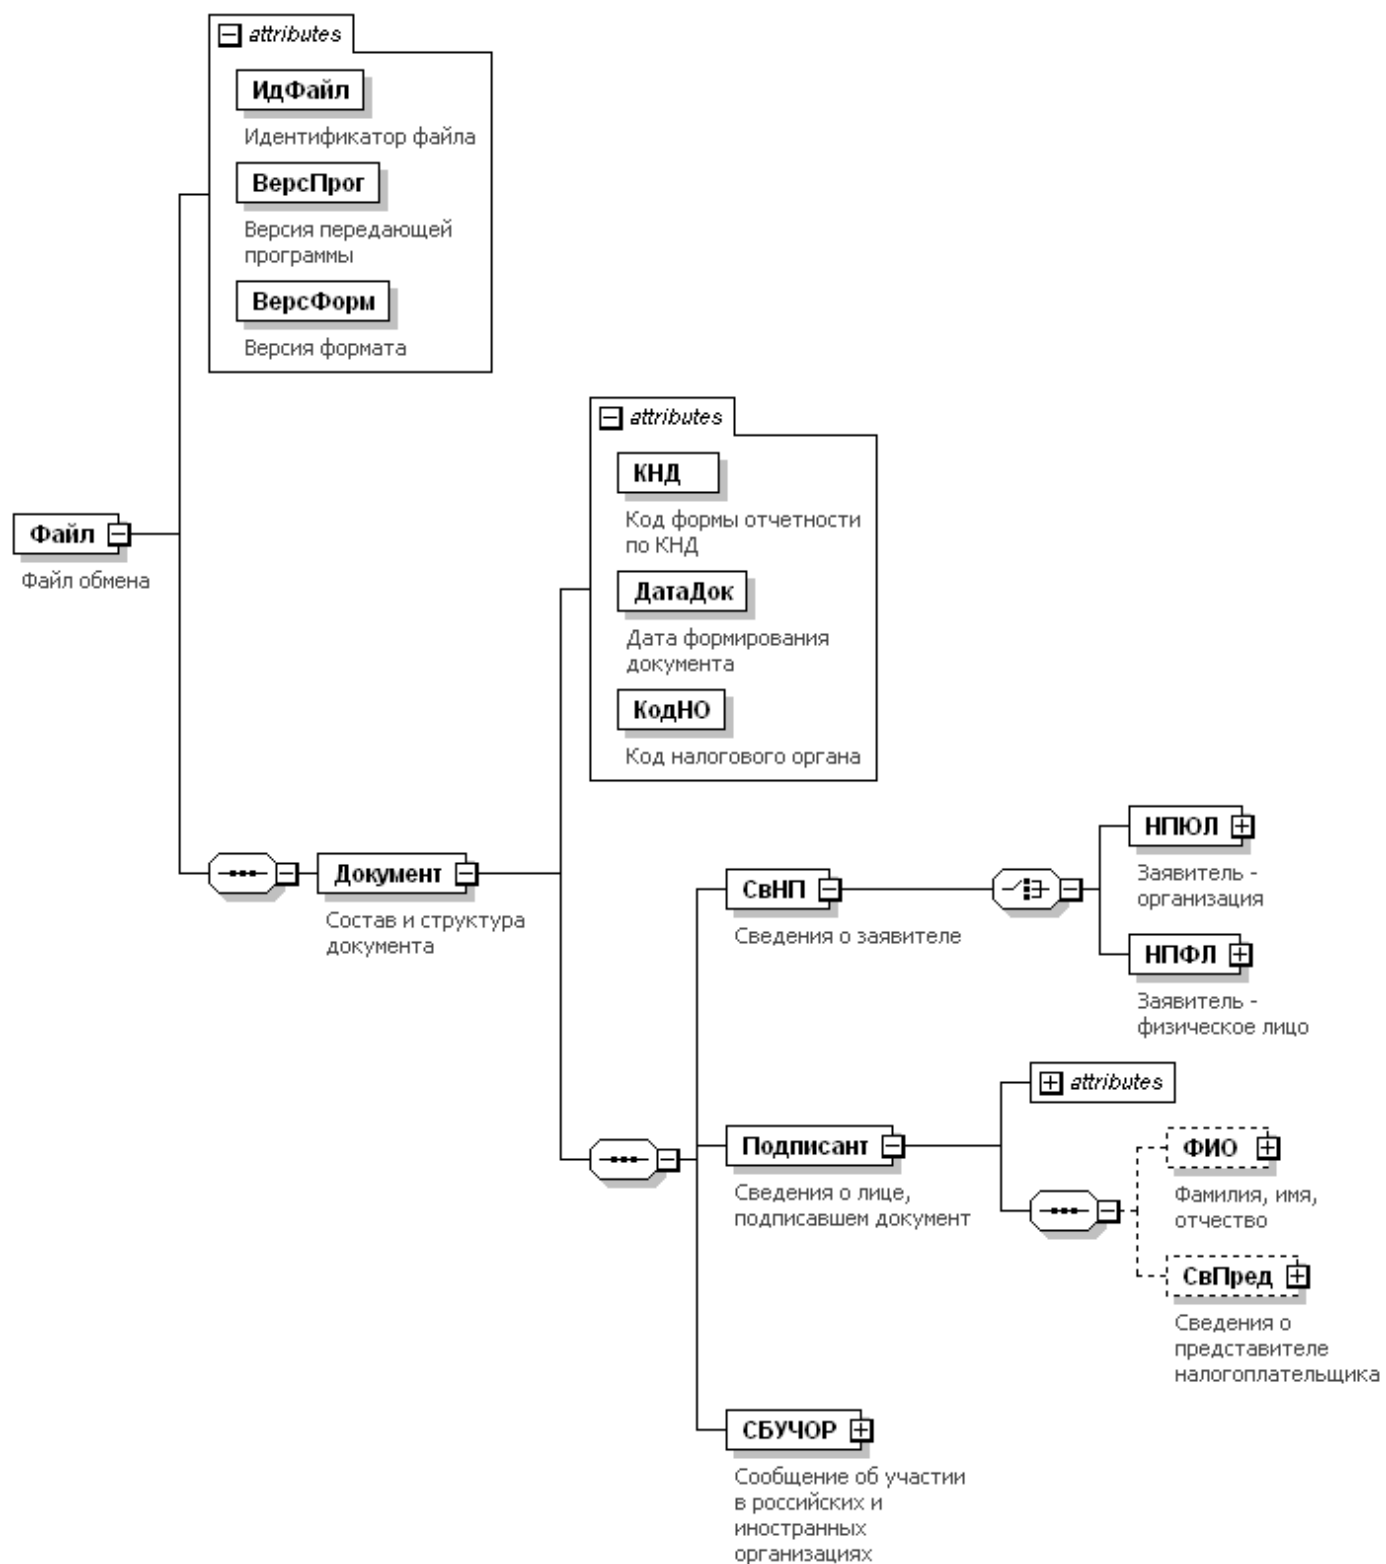 attributes
ИдФайл
Идентификатор файла
ВерсПрог
Версия передающей
программы
ВерсФорм
Версия формата
attributes
КНД
Код формы отчетности
по КНД
ДатаДок
Дата формирования
документа
КодНО
Код налогового органа
Файл
Файл обмена
Документ
Состав и структура
документа
СвНП
Сведения о заявителе
НПЮЛ
Заявитель -
организация
НПФЛ
Заявитель -
физическое лицо
Подписант
Сведения о лице,
подписавшем документ
attributes
ФИО
Фамилия, имя,
отчество
СвПред
Сведения о
представителе
налогоплательщика
СБУЧОР
Сообщение об участии
в российских и
иностранных
организациях